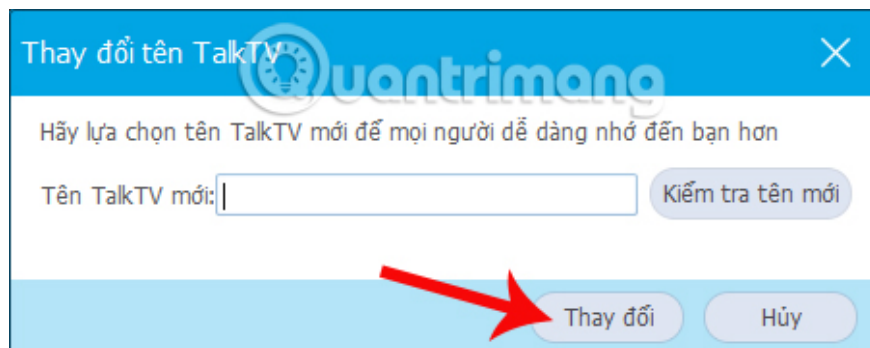 Thay đổi tên TalkTV
Quantrimang
Hãy lựa chọn tên TalkTV mới để mọi người dễ dàng nhớ đến bạn hơn
Tên TalkTV mới:
Kiểm tra tên mới
Thay đổi
Hủy